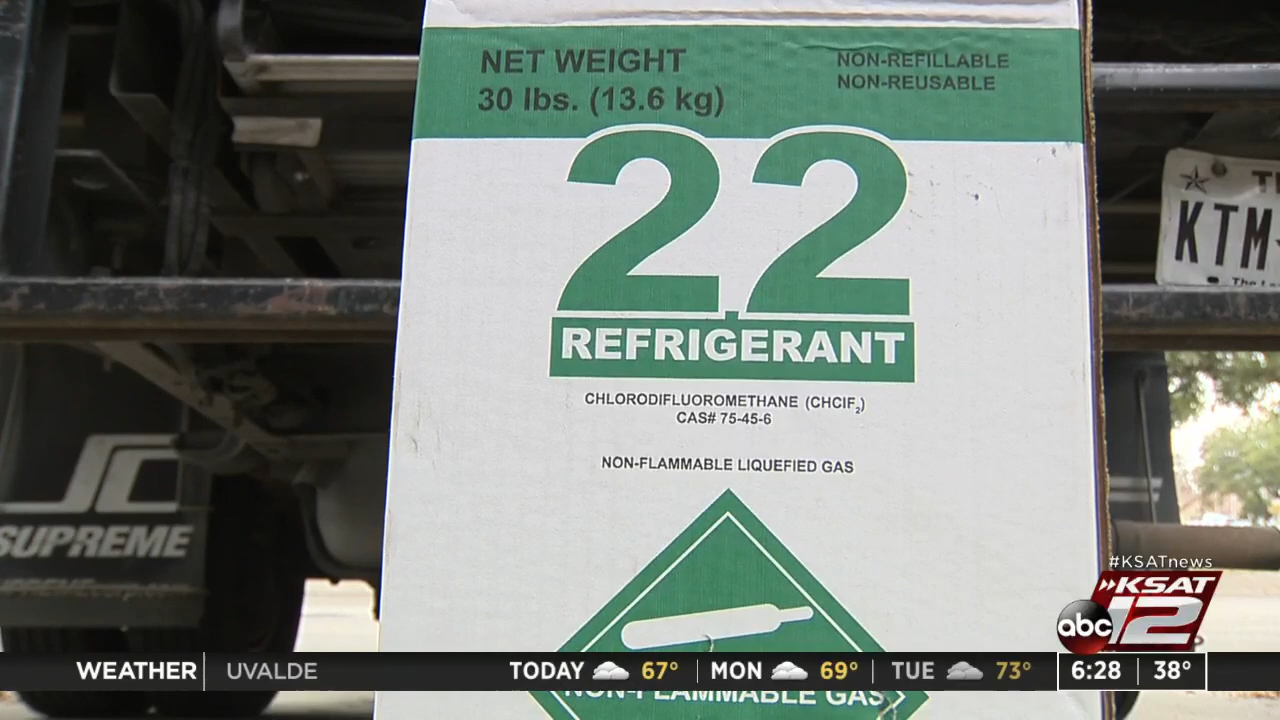 NET WEIGHT
30 lbs. (13.6 kg)
NON-REFILLABLE
NON-REUSABLE
22
REFRIGERANT
CHLORODIFLUOROMETHANE (CHCIF₂)
CAS# 75-45-6
NON-FLAMMABLE LIQUEFIED GAS
NON-FLAMMABLE GAS
KTM
SUPREME
#KSATnews
KSAT
abc 12
WEATHER UVALDE TODAY 67° MON 69° TUE 73° 6:28 38°